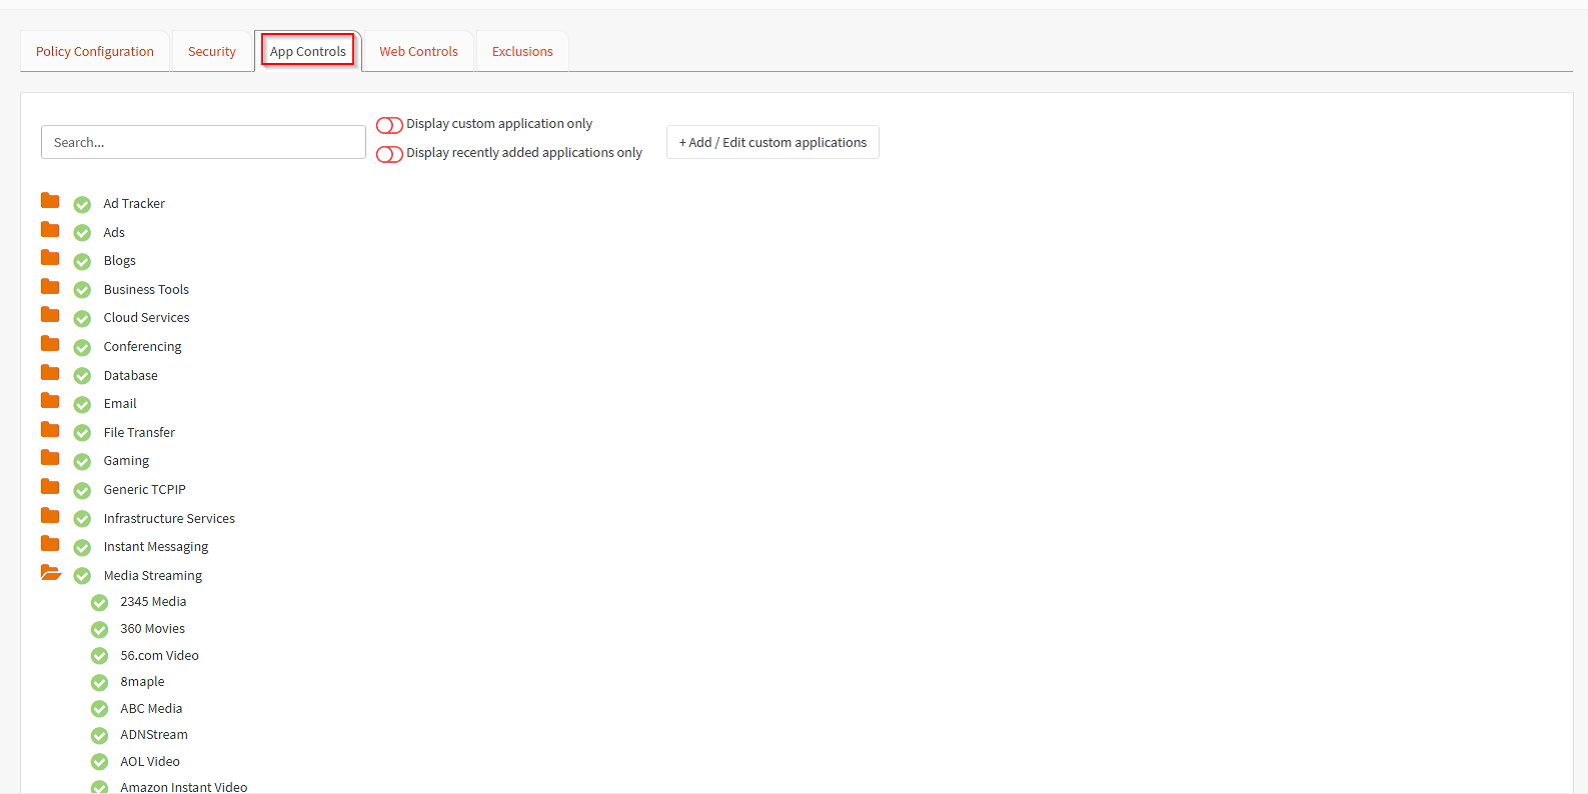 Policy Configuration Security App Controls Web Controls Exclusions
Search...
Display custom application only
Display recently added applications only
+ Add / Edit custom applications
Ad Tracker
Ads
Blogs
Business Tools
Cloud Services
Conferencing
Database
Email
File Transfer
Gaming
Generic TCPIP
Infrastructure Services
Instant Messaging
Media Streaming
2345 Media
360 Movies
56.com Video
8maple
ABC Media
ADNStream
AOL Video
Amazon Instant Video